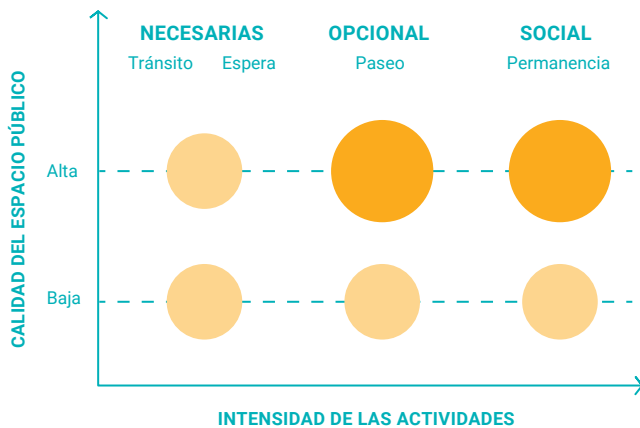 NECESARIAS OPCIONAL SOCIAL
Tránsito Espera Paseo Permanencia
CALIDAD DEL ESPACIO PÚBLICO
Alta
Baja
INTENSIDAD DE LAS ACTIVIDADES